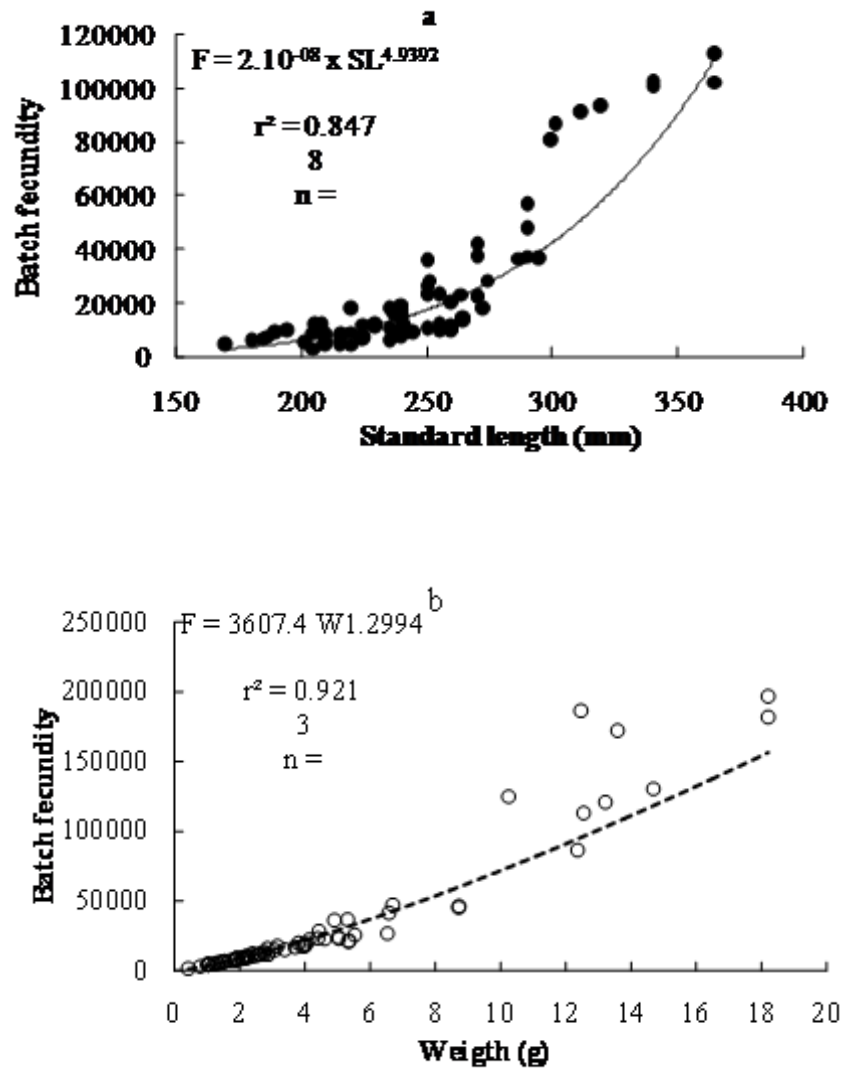 a
120000
F = 2.10⁻⁰⁸ x SL⁴·⁹³⁹²
100000
r² = 0.847
80000
8
60000
n =
40000
20000
0
Batch fecundity
150 200 250 300 350 400
Standard length (mm)
b
250000
F = 3607.4 W1.2994
200000
r² = 0.921
3
150000
n =
100000
50000
0
Batch fecundity
0 2 4 6 8 10 12 14 16 18 20
Weigth (g)